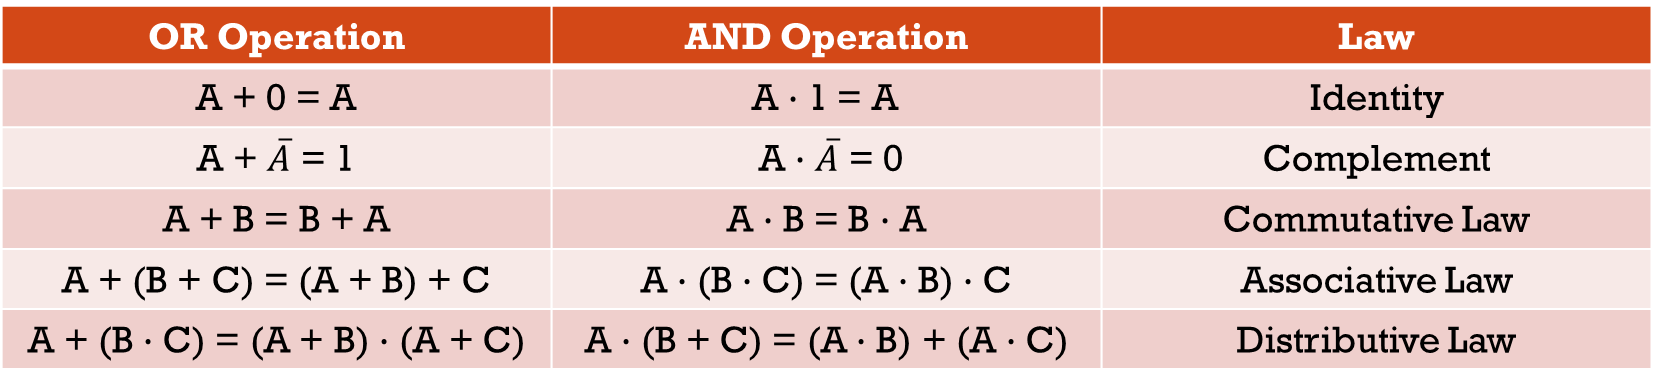 OR Operation AND Operation Law
A + 0 = A A · 1 = A Identity
A + Ā = 1 A · Ā = 0 Complement
A + B = B + A A · B = B · A Commutative Law
A + (B + C) = (A + B) + C A · (B · C) = (A · B) · C Associative Law
A + (B · C) = (A + B) · (A + C) A · (B + C) = (A · B) + (A · C) Distributive Law